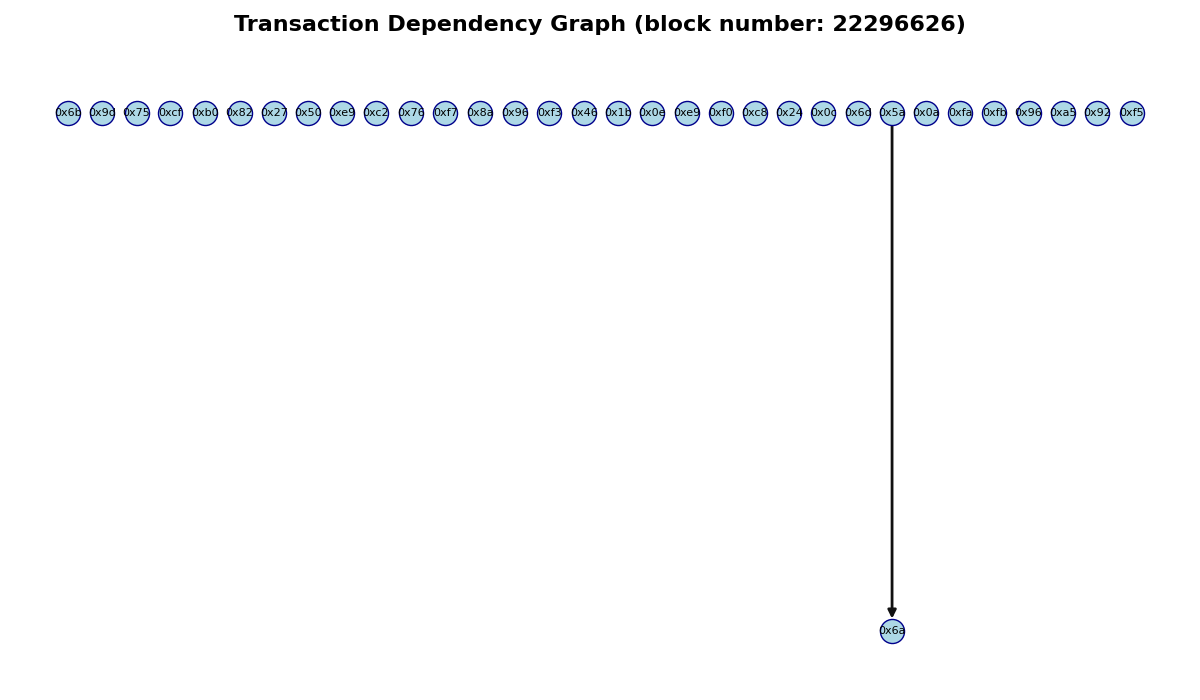 Transaction Dependency Graph (block number: 22296626)
0x6b 0x9d 0x75 0xcf 0xb0 0x82 0x27 0x50 0xe9 0xc2 0x76 0xf7 0x8a 0x96 0xf3 0x46 0x1b 0x0e 0xe9 0xf0 0xc8 0x24 0x0c 0x6d 0x5a 0x0a 0xfa 0xfb 0x96 0xa5 0x92 0xf5
0x6a